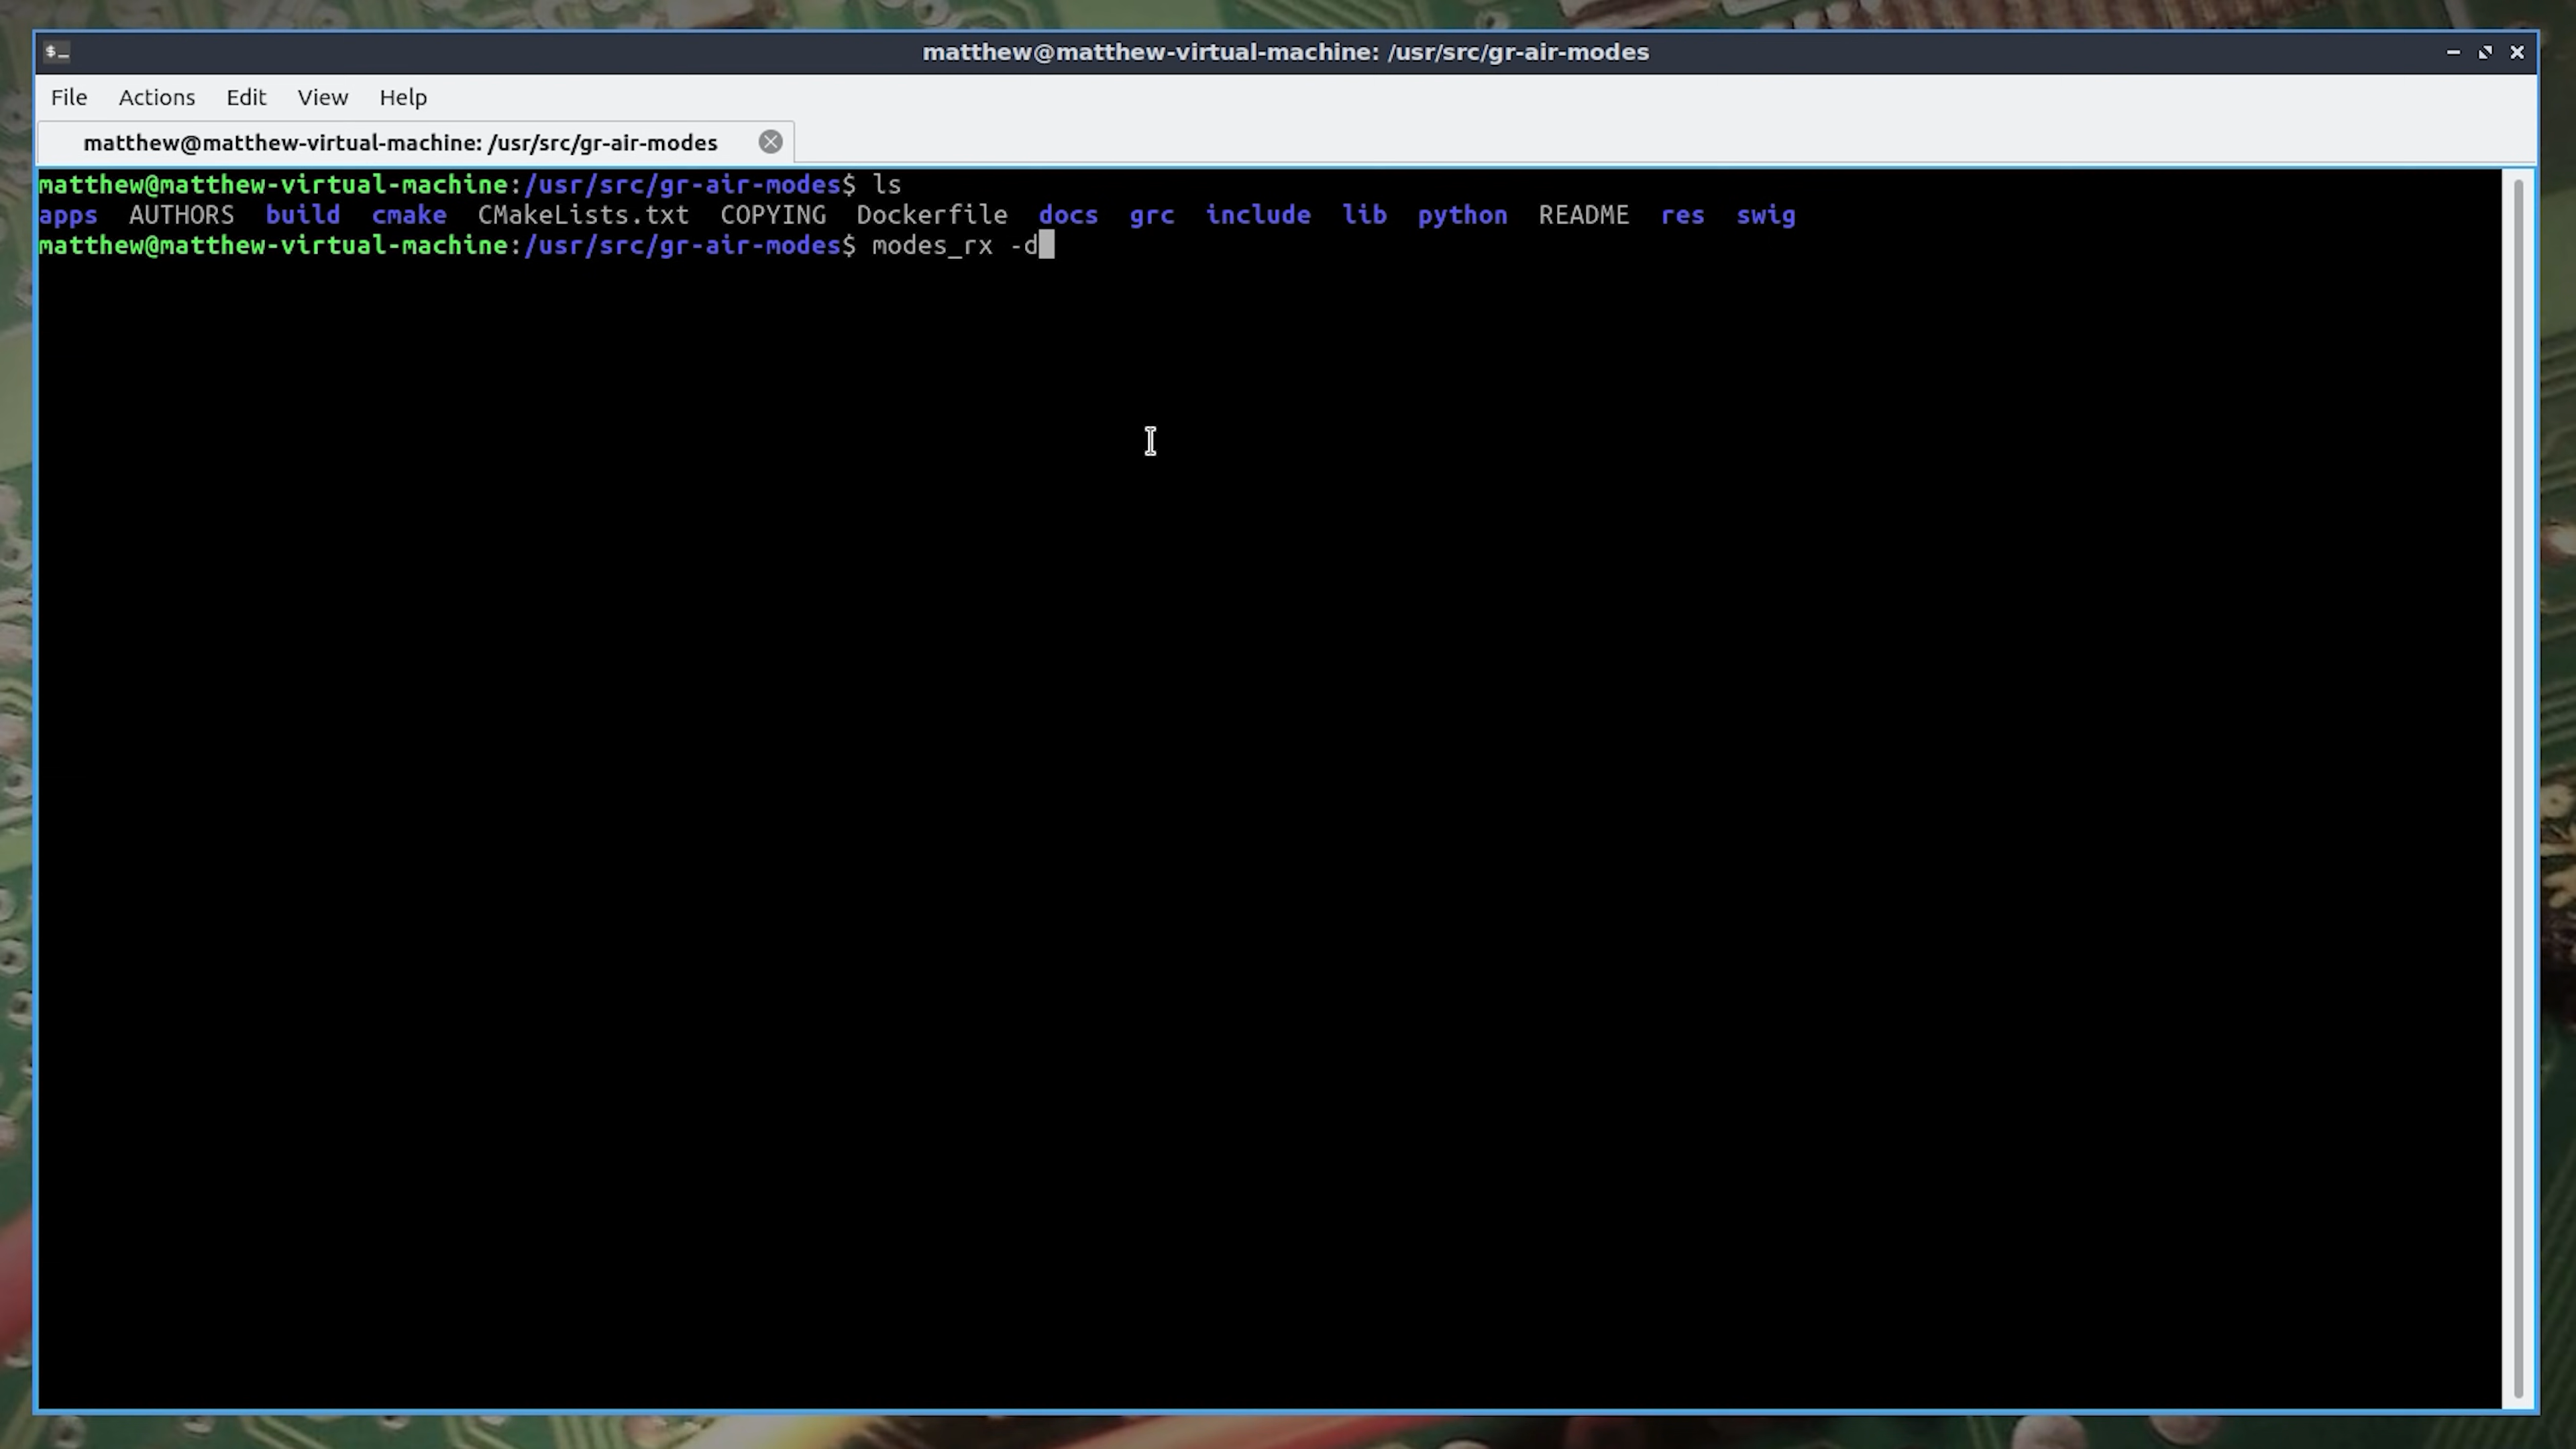 $_
matthew@matthew-virtual-machine: /usr/src/gr-air-modes
File Actions Edit View Help
matthew@matthew-virtual-machine: /usr/src/gr-air-modes
matthew@matthew-virtual-machine:/usr/src/gr-air-modes$ ls
apps AUTHORS build cmake CMakeLists.txt COPYING Dockerfile docs grc include lib python README res swig
matthew@matthew-virtual-machine:/usr/src/gr-air-modes$ modes_rx -d